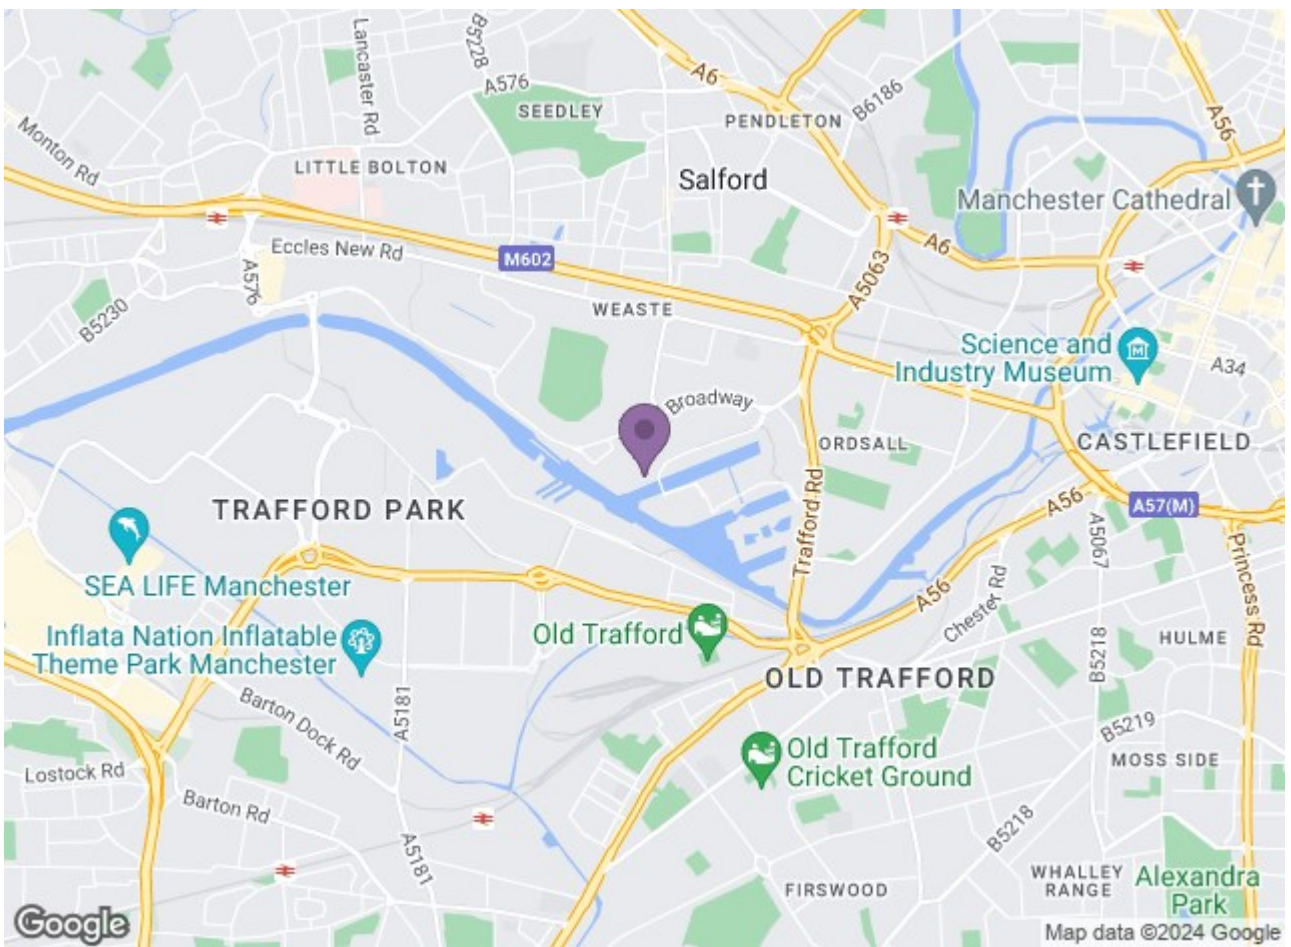 B5228
Lancaster Rd
A576
A6
SEEDLEY
PENDLETON
B6186
A56
Monton Rd
LITTLE BOLTON
Salford
Manchester Cathedral
Eccles New Rd
M602
A6
A576
A5063
B5230
WEASTE
Science and
Industry Museum
A34
Broadway
ORDSALL
CASTLEFIELD
TRAFFORD PARK
Trafford Rd
A56
A57(M)
A5067
Princess Rd
SEA LIFE Manchester
A56
Chester Rd
Inflata Nation Inflatable
Theme Park Manchester
Old Trafford
HULME
B5218
OLD TRAFFORD
Barton Dock Rd
A5181
B5219
Old Trafford
Cricket Ground
MOSS SIDE
Lostock Rd
Barton Rd
A5181
B5218
WHALLEY
RANGE
Alexandra
Park
FIRSWOOD
Google
Map data ©2024 Google